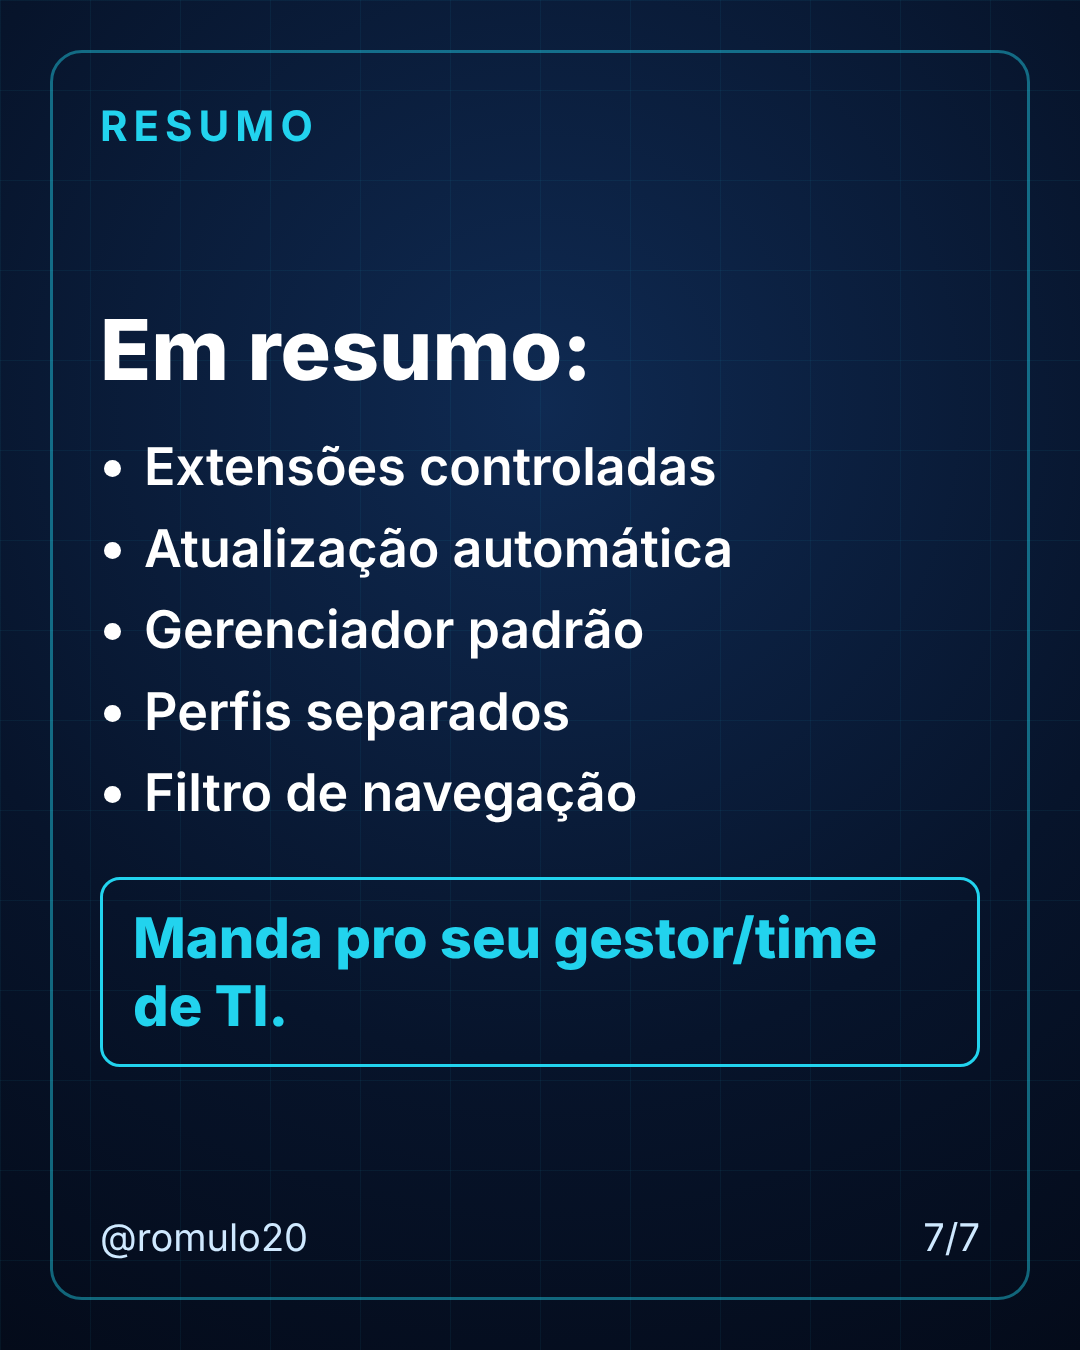 RESUMO
Em resumo:
• Extensões controladas
• Atualização automática
• Gerenciador padrão
• Perfis separados
• Filtro de navegação
Manda pro seu gestor/time
de TI.
@romulo20
7/7